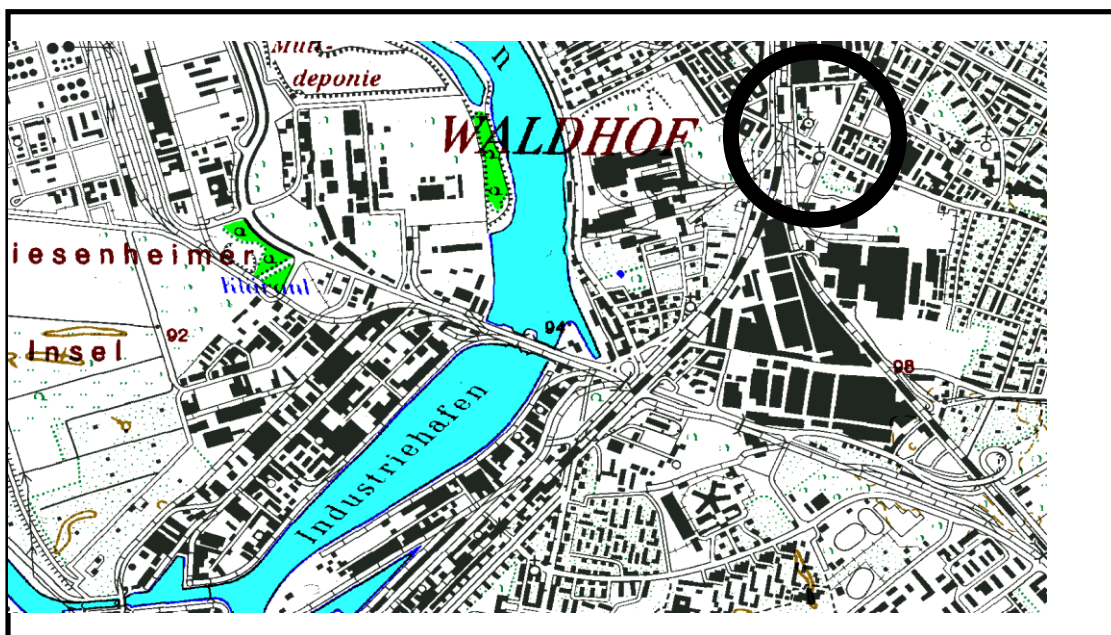 deponie
WALDHOF
n
iesenheimer
94
92
Insel
98
Industriehafen